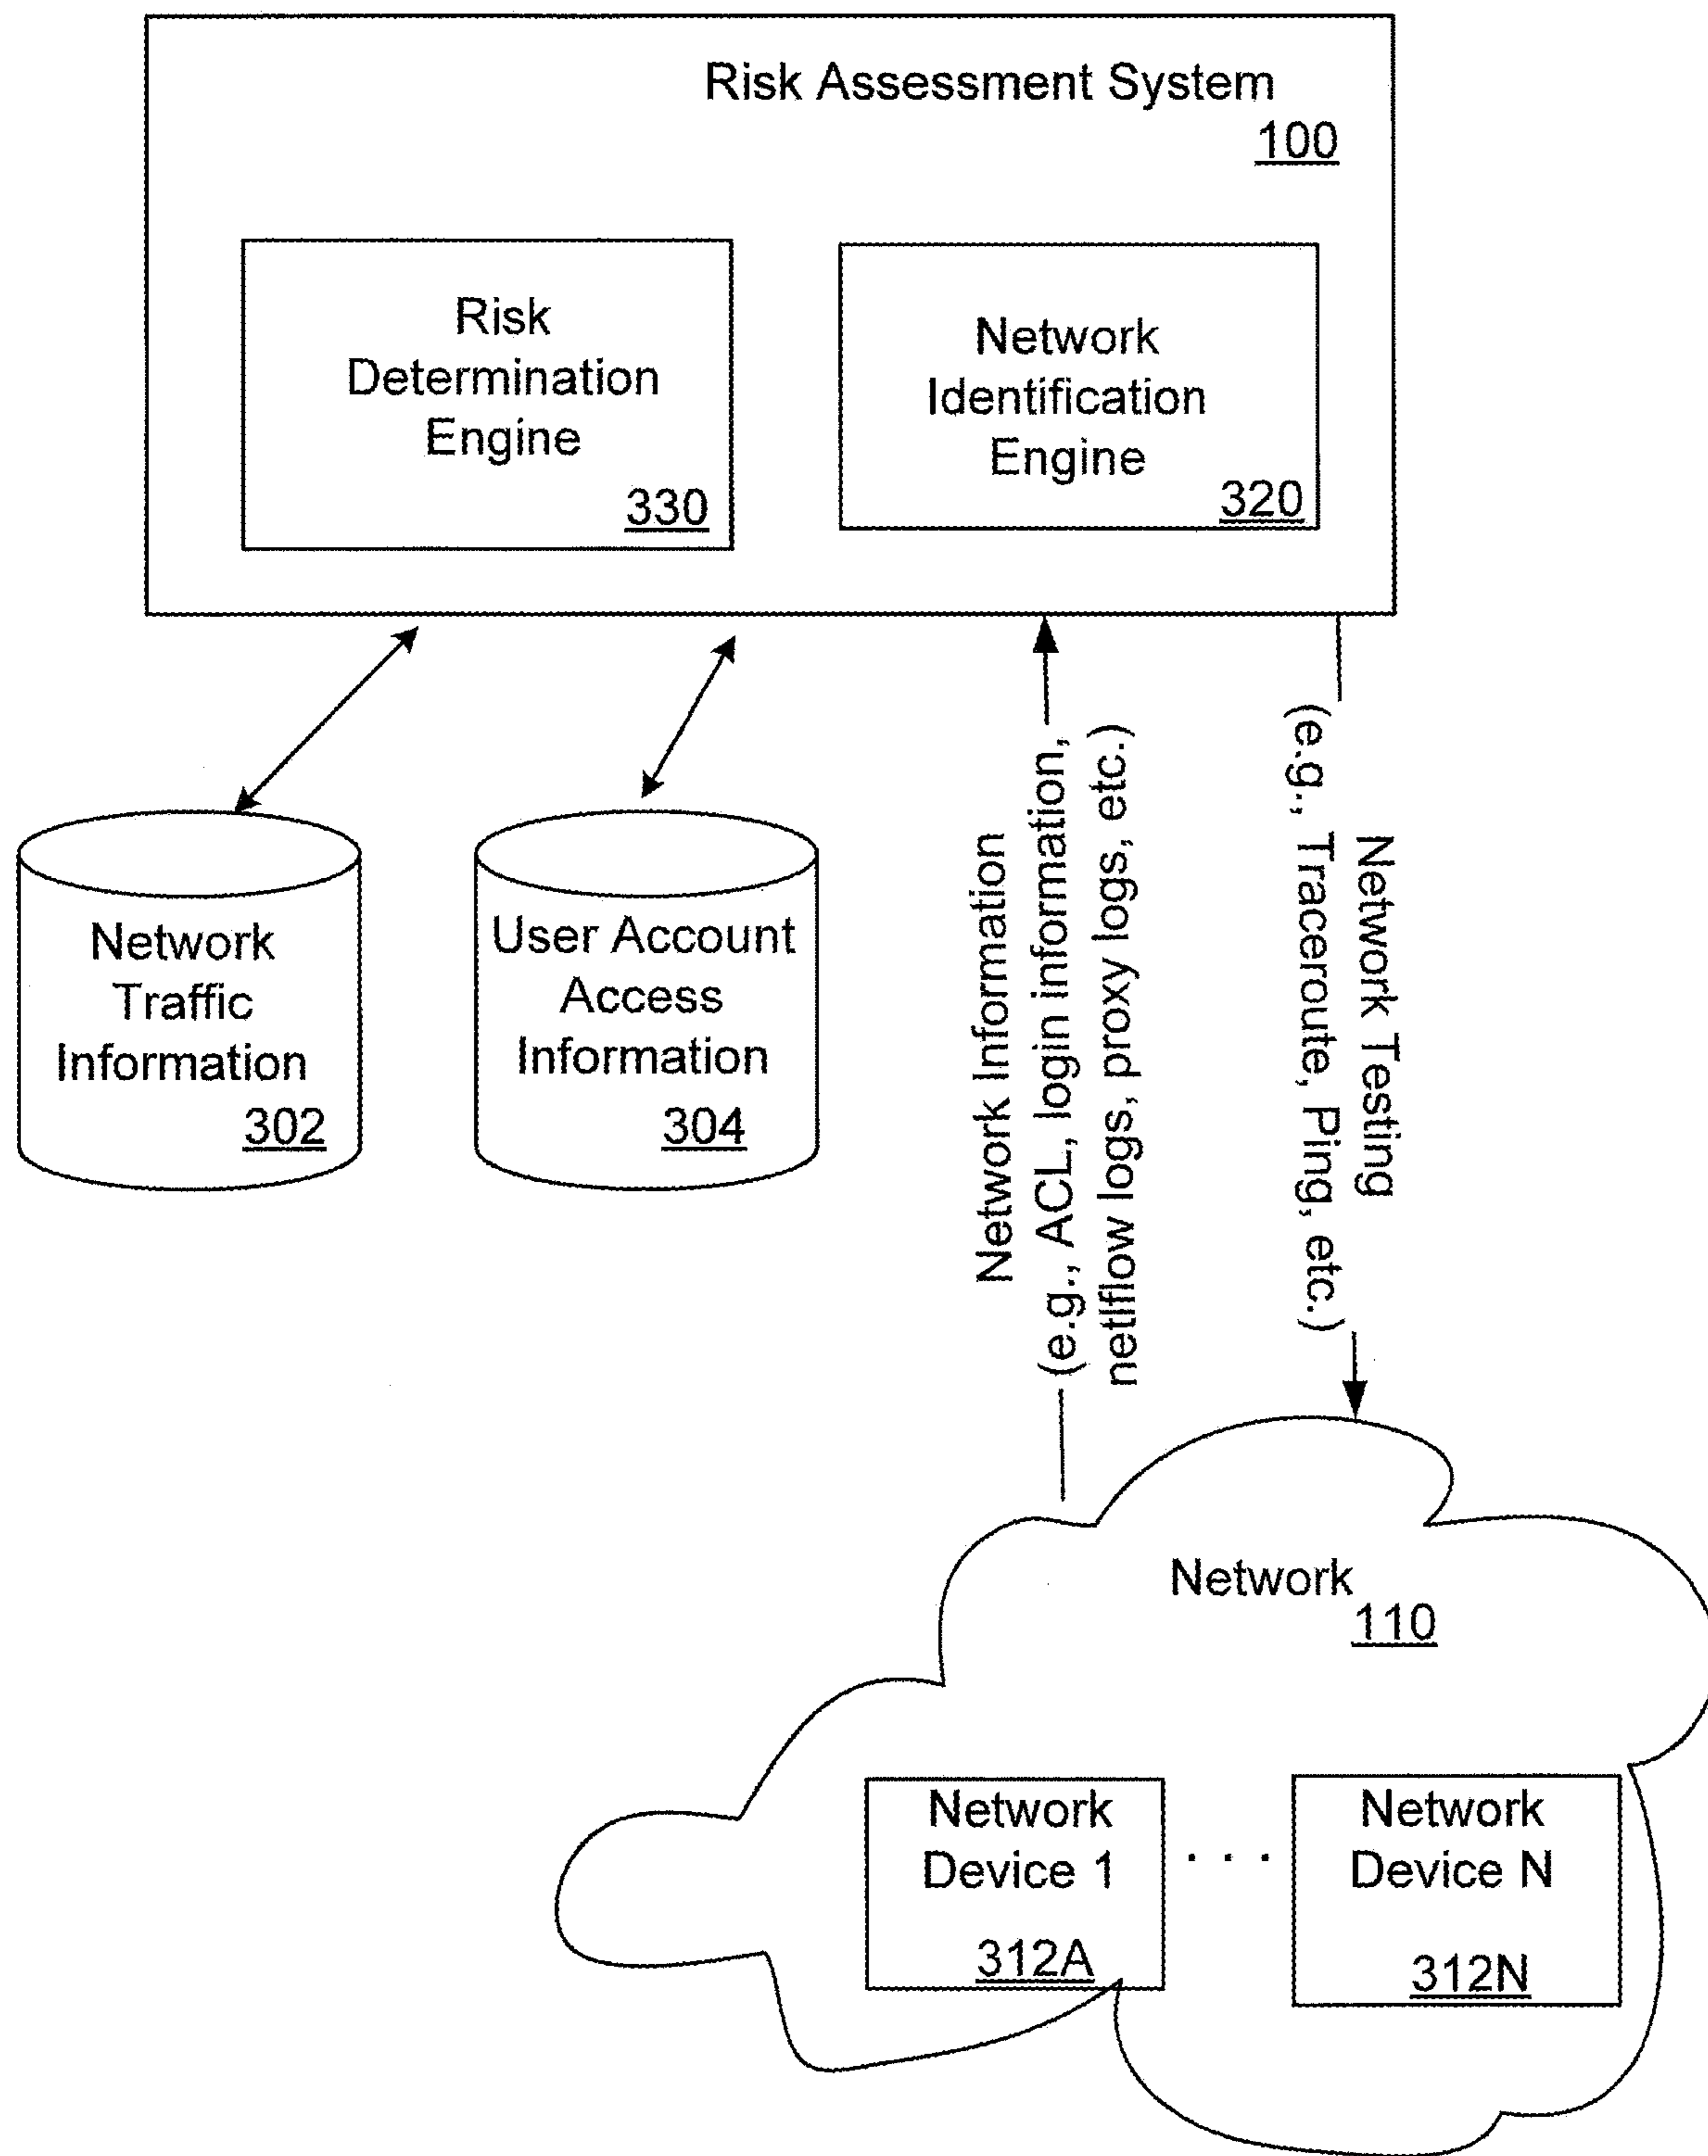 Risk Assessment System
100
Risk
Determination
Engine
330
Network
Identification
Engine
320
Network
Traffic
Information
302
User Account
Access
Information
304
Network Information
(e.g., ACL, login information,
netlflow logs, proxy logs, etc.)
Network Testing
(e.g., Traceroute, Ping, etc.)
Network
110
Network
Device 1
312A
. . .
Network
Device N
312N